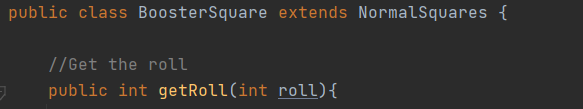 public class BoosterSquare extends NormalSquares {
//Get the roll
public int getRoll(int roll){